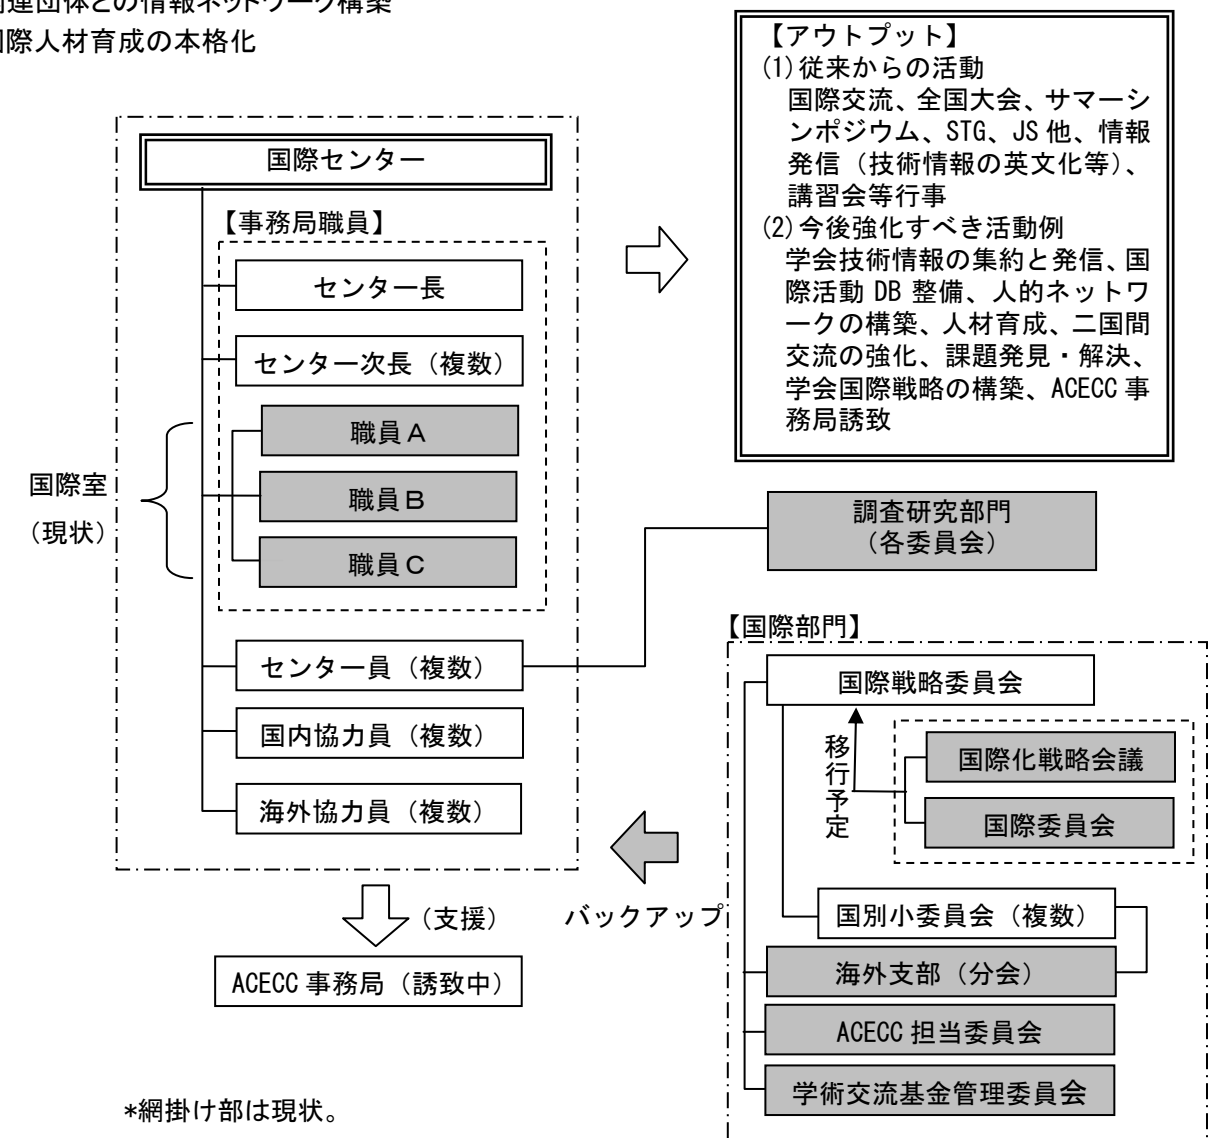 関連団体との情報ネットワーク構築
国際人材育成の本格化
国際センター
【事務局職員】
センター長
センター次長（複数）
職員A
職員B
職員C
国際室
（現状）
センター員（複数）
国内協力員（複数）
海外協力員（複数）
（支援）
ACECC 事務局（誘致中）
*網掛け部は現状。
【アウトプット】
(1)従来からの活動
国際交流、全国大会、サマーシ
ンポジウム、STG、JS 他、情報
発信（技術情報の英文化等）、
講習会等行事
(2)今後強化すべき活動例
学会技術情報の集約と発信、国
際活動 DB 整備、人的ネットワ
ークの構築、人材育成、二国間
交流の強化、課題発見・解決、
学会国際戦略の構築、ACECC 事
務局誘致
調査研究部門
（各委員会）
【国際部門】
国際戦略委員会
移行予定
国際化戦略会議
国際委員会
バックアップ
国別小委員会（複数）
海外支部（分会）
ACECC 担当委員会
学術交流基金管理委員会